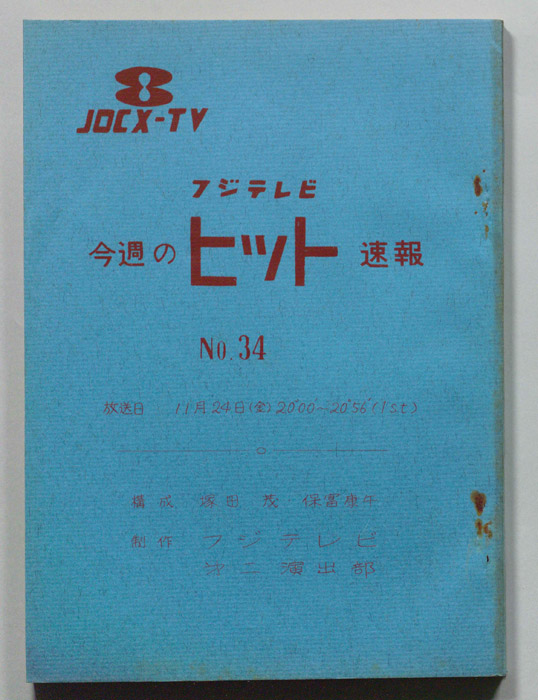 8
JOCX-TV
フジテレビ
今週の ヒット 速報
No. 34
放送日 11月24日(金)20°00′〜20°56′(1st)
構成 塚田 茂 保富康午
制作 フジテレビ
第二演出部